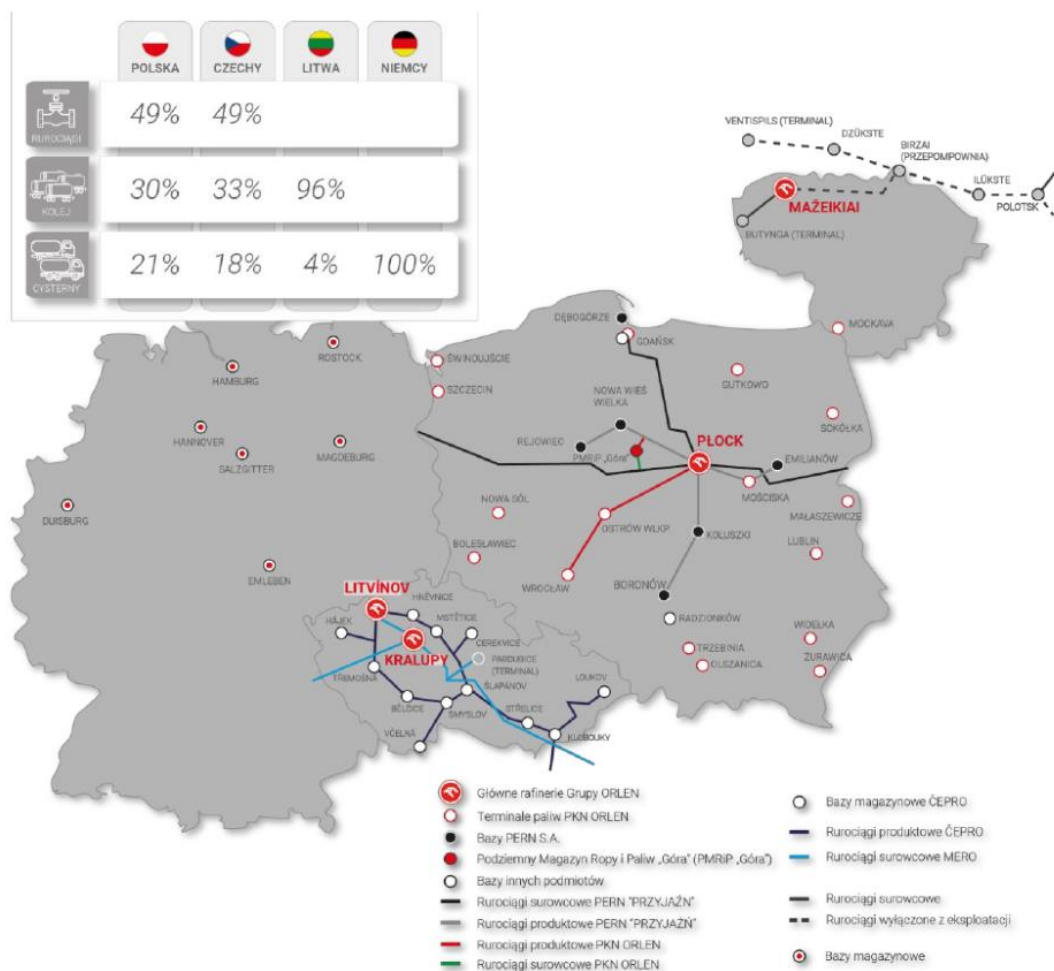 POLSKA CZECHY LITWA NIEMCY
RUROCIĄGI 49% 49%
KOLEJ 30% 33% 96%
CYSTERNY 21% 18% 4% 100%
VENTSPILS (TERMINAL)
DZŪKSTE
BIRZAI
(PRZEPOMPOWNIA)
ILŪKSTE
POLOTSK
MAŽEIKIAI
BUTYNGA (TERMINAL)
MOCKAVA
DĘBOGÓRZE
GDAŃSK
ROSTOCK
ŚWINOUJŚCIE
HAMBURG
SZCZECIN
GUTKOWO
NOWA WIEŚ
WIELKA
SOKÓŁKA
HANNOVER
MAGDEBURG
SALZGITTER
REJOWIEC
PMRiP „Góra”
PŁOCK
EMILIANÓW
MOŚCISKA
DUISBURG
NOWA SÓL
MAŁASZEWICZE
OSTRÓW WLKP.
KOLUSZKI
BOLESŁAWIEC
LUBLIN
EMLEBEN
WROCŁAW
BORONÓW
LITVÍNOV
HNĚVNICE
RADZIONKÓW
HÁJEK
MSTĚTICE
WIDEŁKA
CEREKVICE
KRALUPY
TRZEBINIA
PARDUBICE
(TERMINAL)
OLSZANICA
ŻURAWICA
TŘEMOŠNÁ
ŠLAPÁNOV
LOUKOV
BĚLČICE
SMYSLOV
STŘELICE
VČELNÁ
KLOBOUKY
Główne rafinerie Grupy ORLEN
Terminale paliw PKN ORLEN
Bazy PERN S.A.
Podziemny Magazyn Ropy i Paliw „Góra” (PMRiP „Góra”)
Bazy innych podmiotów
Rurociągi surowcowe PERN "PRZYJAŹŃ"
Rurociągi produktowe PERN "PRZYJAŹŃ"
Rurociągi produktowe PKN ORLEN
Rurociągi surowcowe PKN ORLEN
Bazy magazynowe ČEPRO
Rurociągi produktowe ČEPRO
Rurociągi surowcowe MERO
Rurociągi surowcowe
Rurociągi wyłączone z eksploatacji
Bazy magazynowe